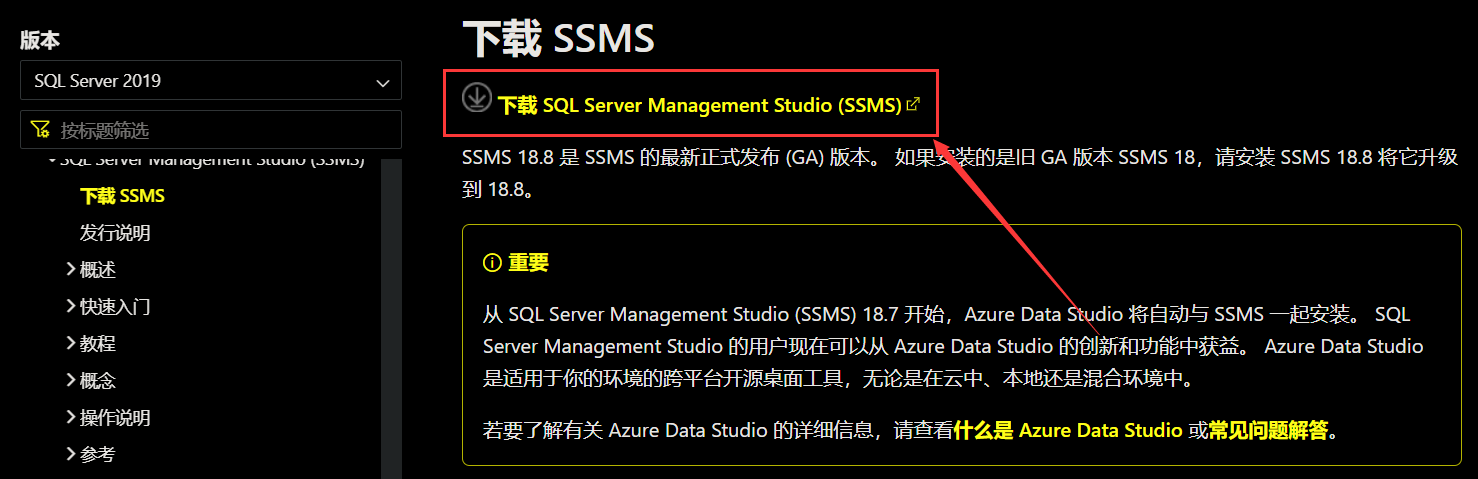 版本
SQL Server 2019
按标题筛选
SQL Server Management Studio (SSMS)
下载 SSMS
发行说明
概述
快速入门
教程
概念
操作说明
参考
下载 SSMS
下载 SQL Server Management Studio (SSMS)
SSMS 18.8 是 SSMS 的最新正式发布 (GA) 版本。 如果安装的是旧 GA 版本 SSMS 18，请安装 SSMS 18.8 将它升级
到 18.8。
重要
从 SQL Server Management Studio (SSMS) 18.7 开始，Azure Data Studio 将自动与 SSMS 一起安装。 SQL
Server Management Studio 的用户现在可以从 Azure Data Studio 的创新和功能中获益。 Azure Data Studio
是适用于你的环境的跨平台开源桌面工具，无论是在云中、本地还是混合环境中。
若要了解有关 Azure Data Studio 的详细信息，请查看什么是 Azure Data Studio 或常见问题解答。